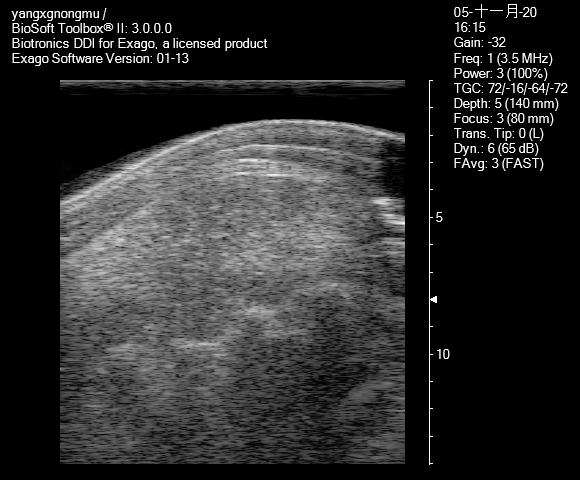 yangxgnongmu /
BioSoft Toolbox® II: 3.0.0.0
Biotronics DDI for Exago, a licensed product
Exago Software Version: 01-13
05-十一月-20
16:15
Gain: -32
Freq: 1 (3.5 MHz)
Power: 3 (100%)
TGC: 72/-16/-64/-72
Depth: 5 (140 mm)
Focus: 3 (80 mm)
Trans. Tip: 0 (L)
Dyn.: 6 (65 dB)
FAvg: 3 (FAST)
5
10